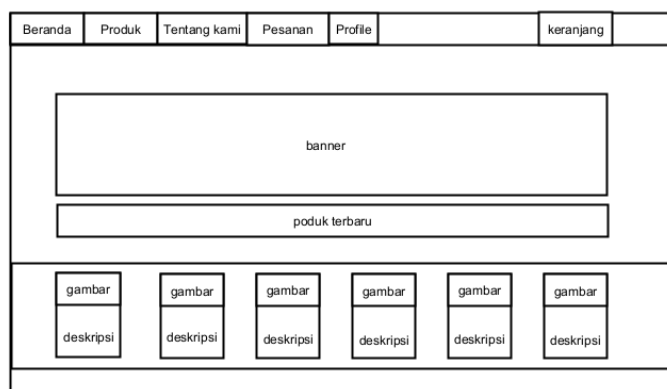 Beranda Produk Tentang kami Pesanan Profile keranjang
banner
poduk terbaru
gambar gambar gambar gambar gambar gambar
deskripsi deskripsi deskripsi deskripsi deskripsi deskripsi